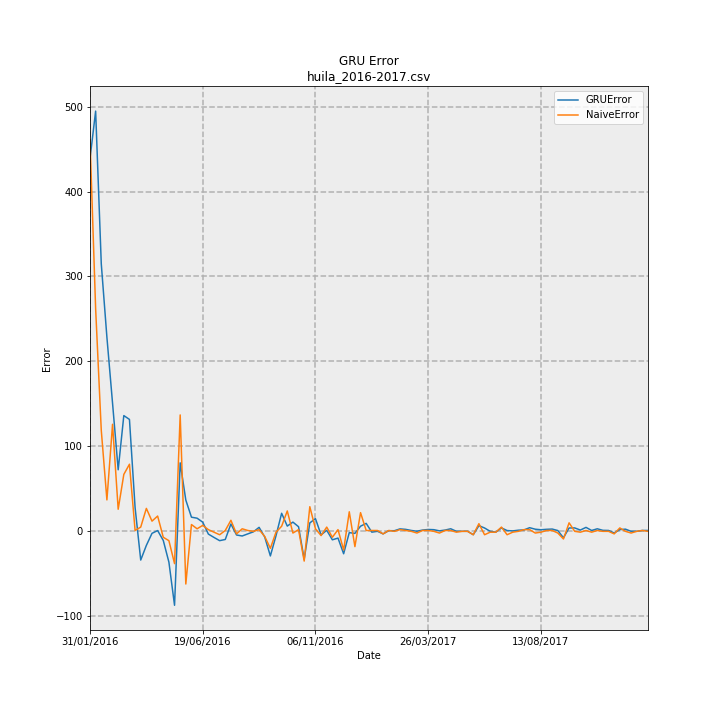 GRU Error
huila_2016-2017.csv
GRUError
NaiveError
500
400
300
200
100
0
−100
Error
31/01/2016
19/06/2016
06/11/2016
26/03/2017
13/08/2017
Date